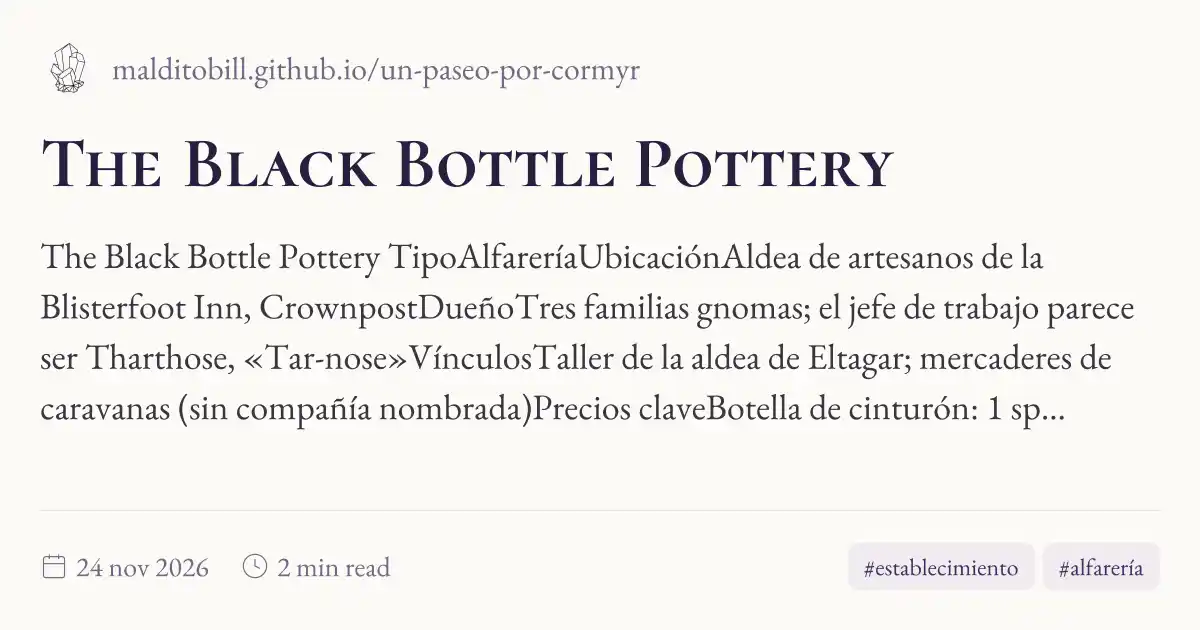 malditobill.github.io/un-paseo-por-cormyr
The Black Bottle Pottery
The Black Bottle Pottery TipoAlfareríaUbicaciónAldea de artesanos de la
Blisterfoot Inn, CrownpostDueñoTres familias gnomas; el jefe de trabajo parece
ser Tharthose, «Tar-nose»VínculosTaller de la aldea de Eltagar; mercaderes de
caravanas (sin compañía nombrada)Precios claveBotella de cinturón: 1 sp...
24 nov 2026
2 min read
#establecimiento
#alfarería